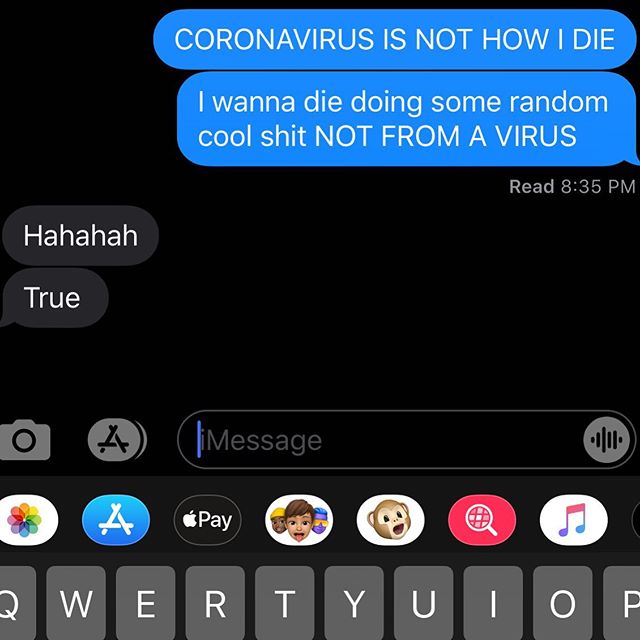 CORONAVIRUS IS NOT HOW I DIE
I wanna die doing some random
cool shit NOT FROM A VIRUS
Read 8:35 PM
Hahahah
True
iMessage
Pay
Q W E R T Y U I O P